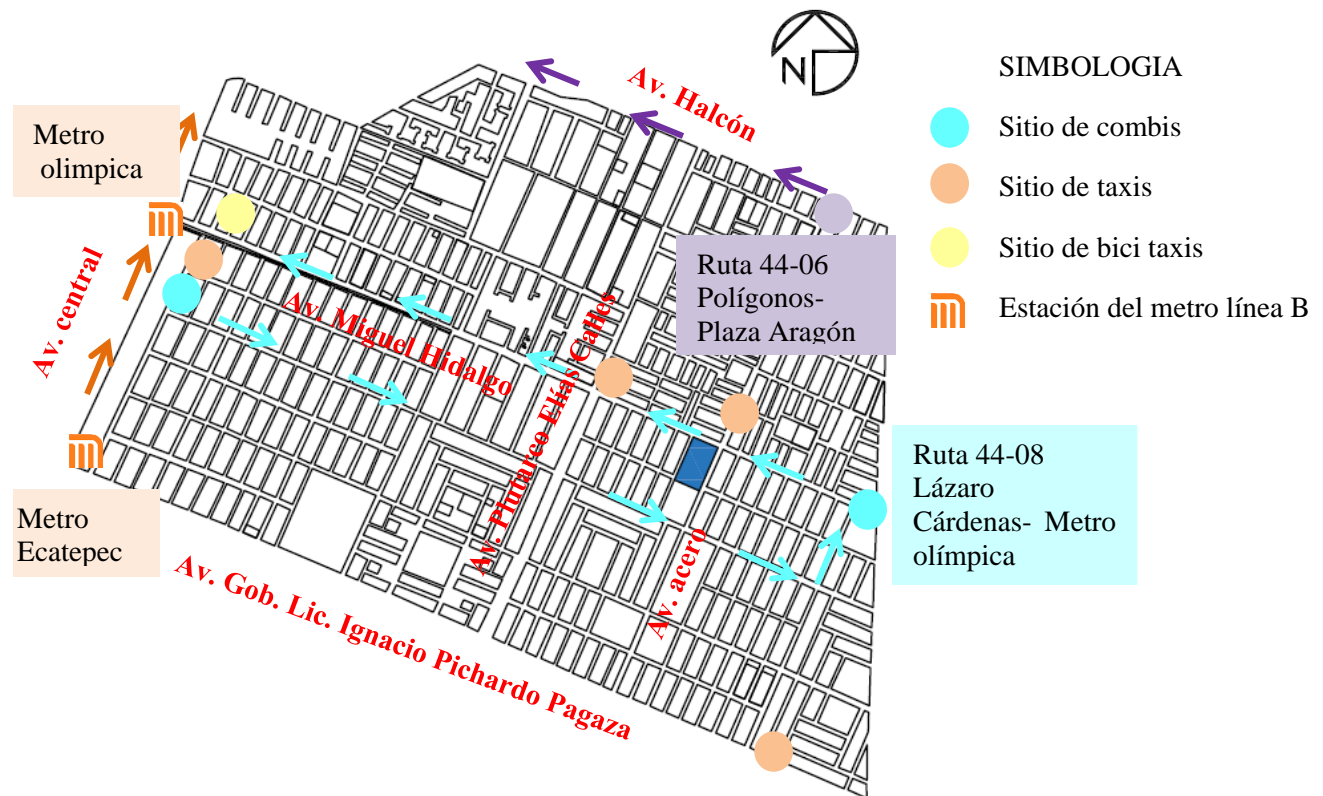 N
SIMBOLOGIA
Sitio de combis
Sitio de taxis
Sitio de bici taxis
Estación del metro línea B
Av. Halcón
Metro
olimpica
Av. central
Ruta 44-06
Polígonos-
Plaza Aragón
Av. Miguel Hidalgo
Av. Plutarco Elías Calles
Ruta 44-08
Lázaro
Cárdenas- Metro
olímpica
Metro
Ecatepec
Av. acero
Av. Gob. Lic. Ignacio Pichardo Pagaza